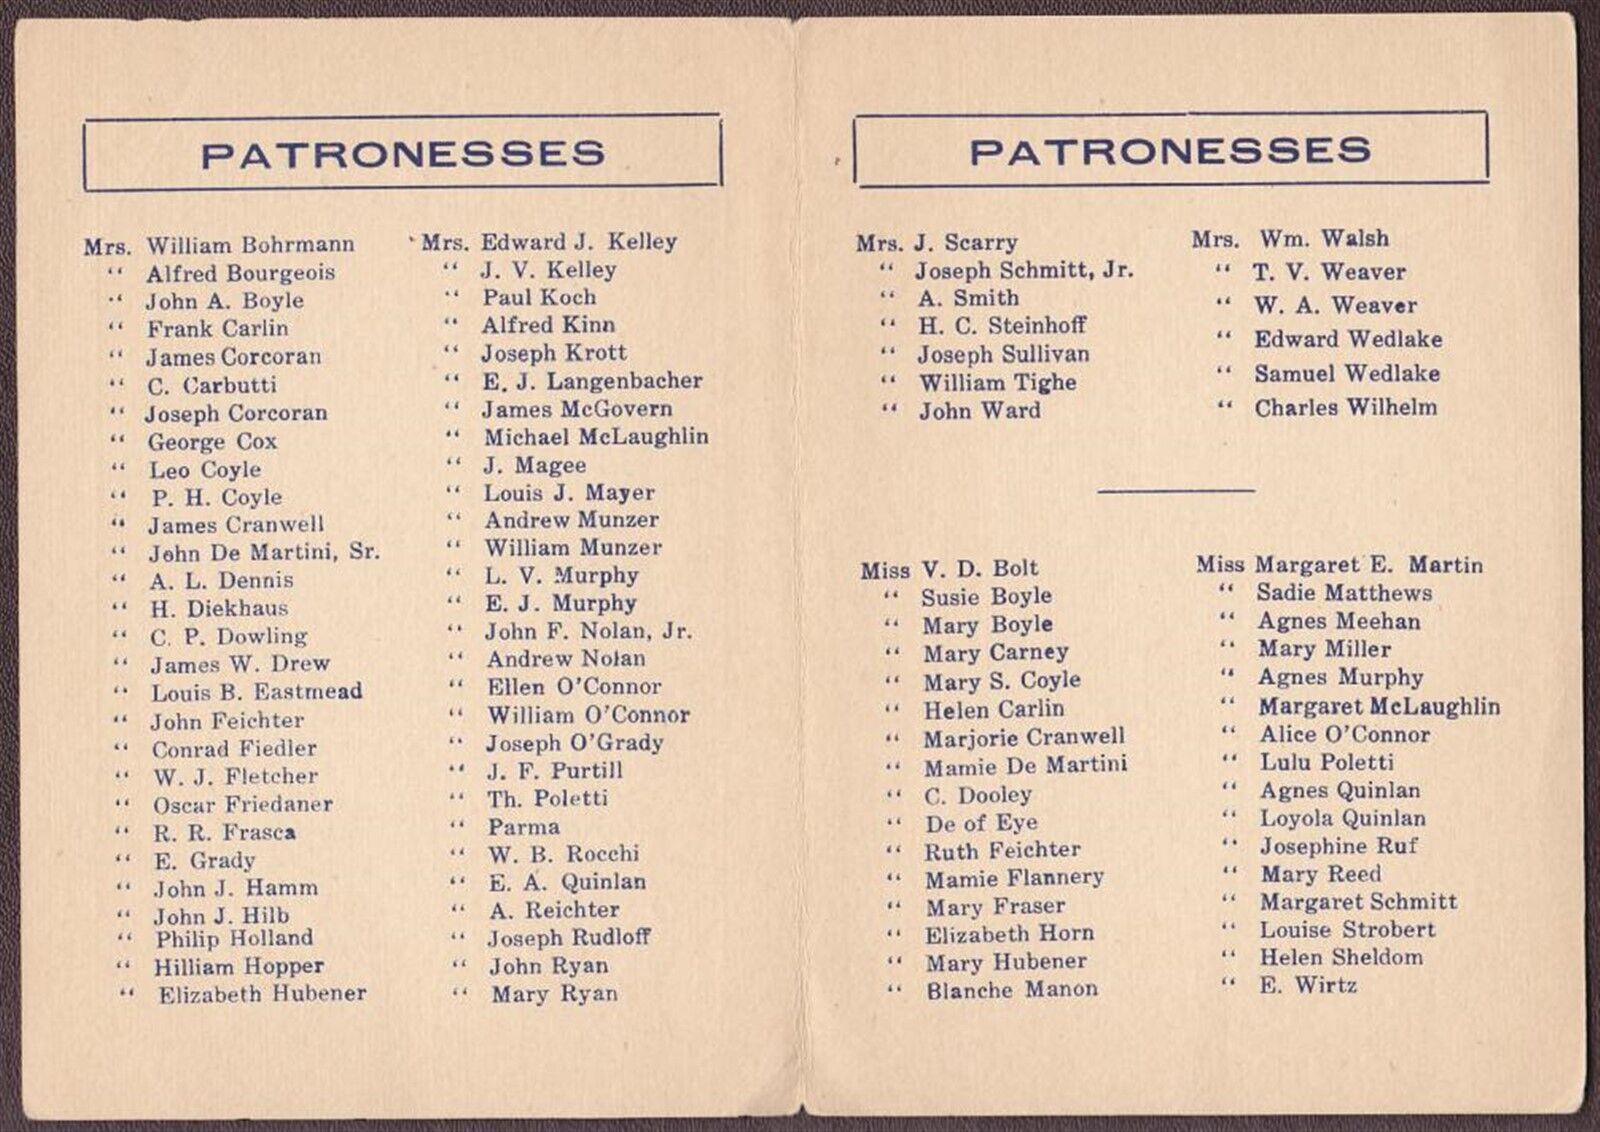 PATRONESSES
Mrs. William Bohrmann
“ Alfred Bourgeois
“ John A. Boyle
“ Frank Carlin
“ James Corcoran
“ C. Carbutti
“ Joseph Corcoran
“ George Cox
“ Leo Coyle
“ P. H. Coyle
“ James Cranwell
“ John De Martini, Sr.
“ A. L. Dennis
“ H. Diekhaus
“ C. P. Dowling
“ James W. Drew
“ Louis B. Eastmead
“ John Feichter
“ Conrad Fiedler
“ W. J. Fletcher
“ Oscar Friedaner
“ R. R. Frasca
“ E. Grady
“ John J. Hamm
“ John J. Hilb
“ Philip Holland
“ Hilliam Hopper
“ Elizabeth Hubener
Mrs. Edward J. Kelley
“ J. V. Kelley
“ Paul Koch
“ Alfred Kinn
“ Joseph Krott
“ E. J. Langenbacher
“ James McGovern
“ Michael McLaughlin
“ J. Magee
“ Louis J. Mayer
“ Andrew Munzer
“ William Munzer
“ L. V. Murphy
“ E. J. Murphy
“ John F. Nolan, Jr.
“ Andrew Nolan
“ Ellen O'Connor
“ William O'Connor
“ Joseph O'Grady
“ J. F. Purtill
“ Th. Poletti
“ Parma
“ W. B. Rocchi
“ E. A. Quinlan
“ A. Reichter
“ Joseph Rudloff
“ John Ryan
“ Mary Ryan
PATRONESSES
Mrs. J. Scarry
“ Joseph Schmitt, Jr.
“ A. Smith
“ H. C. Steinhoff
“ Joseph Sullivan
“ William Tighe
“ John Ward
Mrs. Wm. Walsh
“ T. V. Weaver
“ W. A. Weaver
“ Edward Wedlake
“ Samuel Wedlake
“ Charles Wilhelm
Miss V. D. Bolt
“ Susie Boyle
“ Mary Boyle
“ Mary Carney
“ Mary S. Coyle
“ Helen Carlin
“ Marjorie Cranwell
“ Mamie De Martini
“ C. Dooley
“ De of Eye
“ Ruth Feichter
“ Mamie Flannery
“ Mary Fraser
“ Elizabeth Horn
“ Mary Hubener
“ Blanche Manon
Miss Margaret E. Martin
“ Sadie Matthews
“ Agnes Meehan
“ Mary Miller
“ Agnes Murphy
“ Margaret McLaughlin
“ Alice O'Connor
“ Lulu Poletti
“ Agnes Quinlan
“ Loyola Quinlan
“ Josephine Ruf
“ Mary Reed
“ Margaret Schmitt
“ Louise Strobert
“ Helen Sheldom
“ E. Wirtz